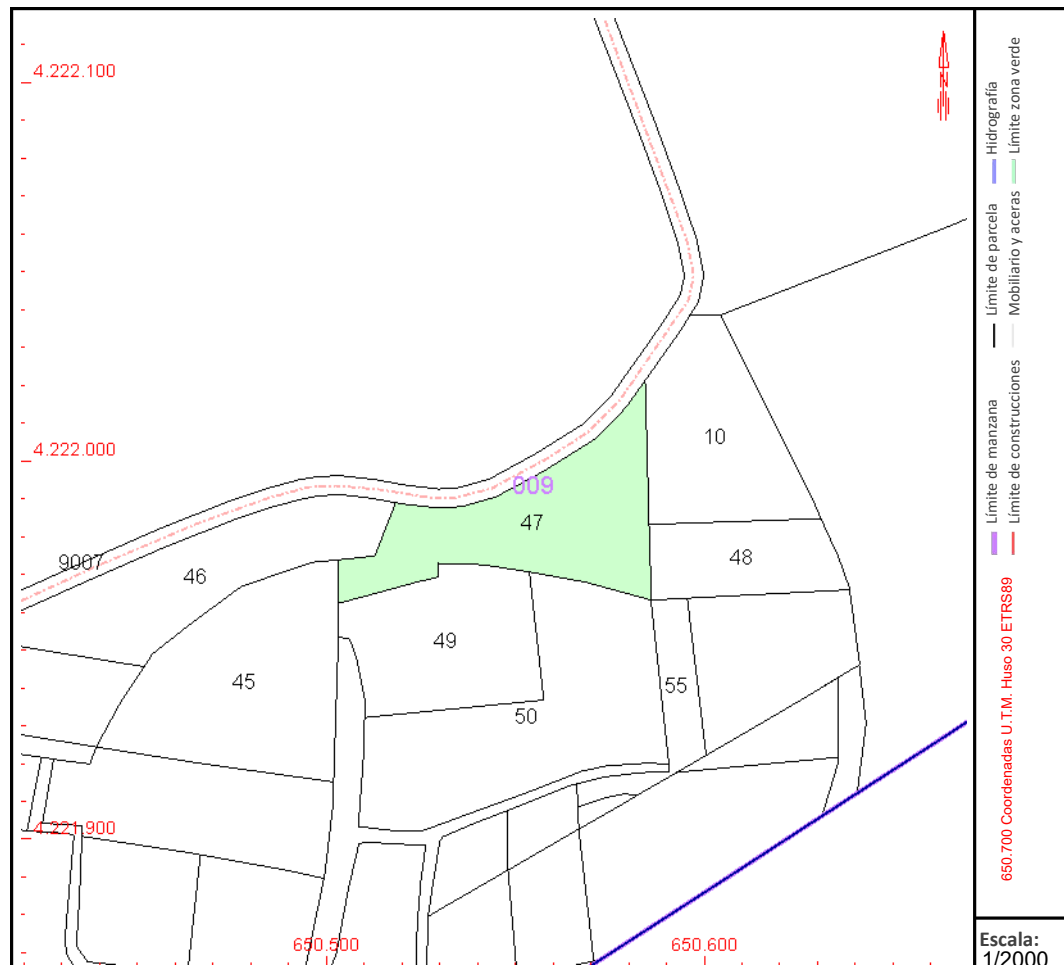 4.222.100
4.222.000
4.221.900
650.500
650.600
009
47
10
48
9007
46
45
49
50
55
N
Límite de manzana
Límite de construcciones
Límite de parcela
Mobiliario y aceras
Hidrografía
Límite zona verde
650.700 Coordenadas U.T.M. Huso 30 ETRS89
Escala:
1/2000